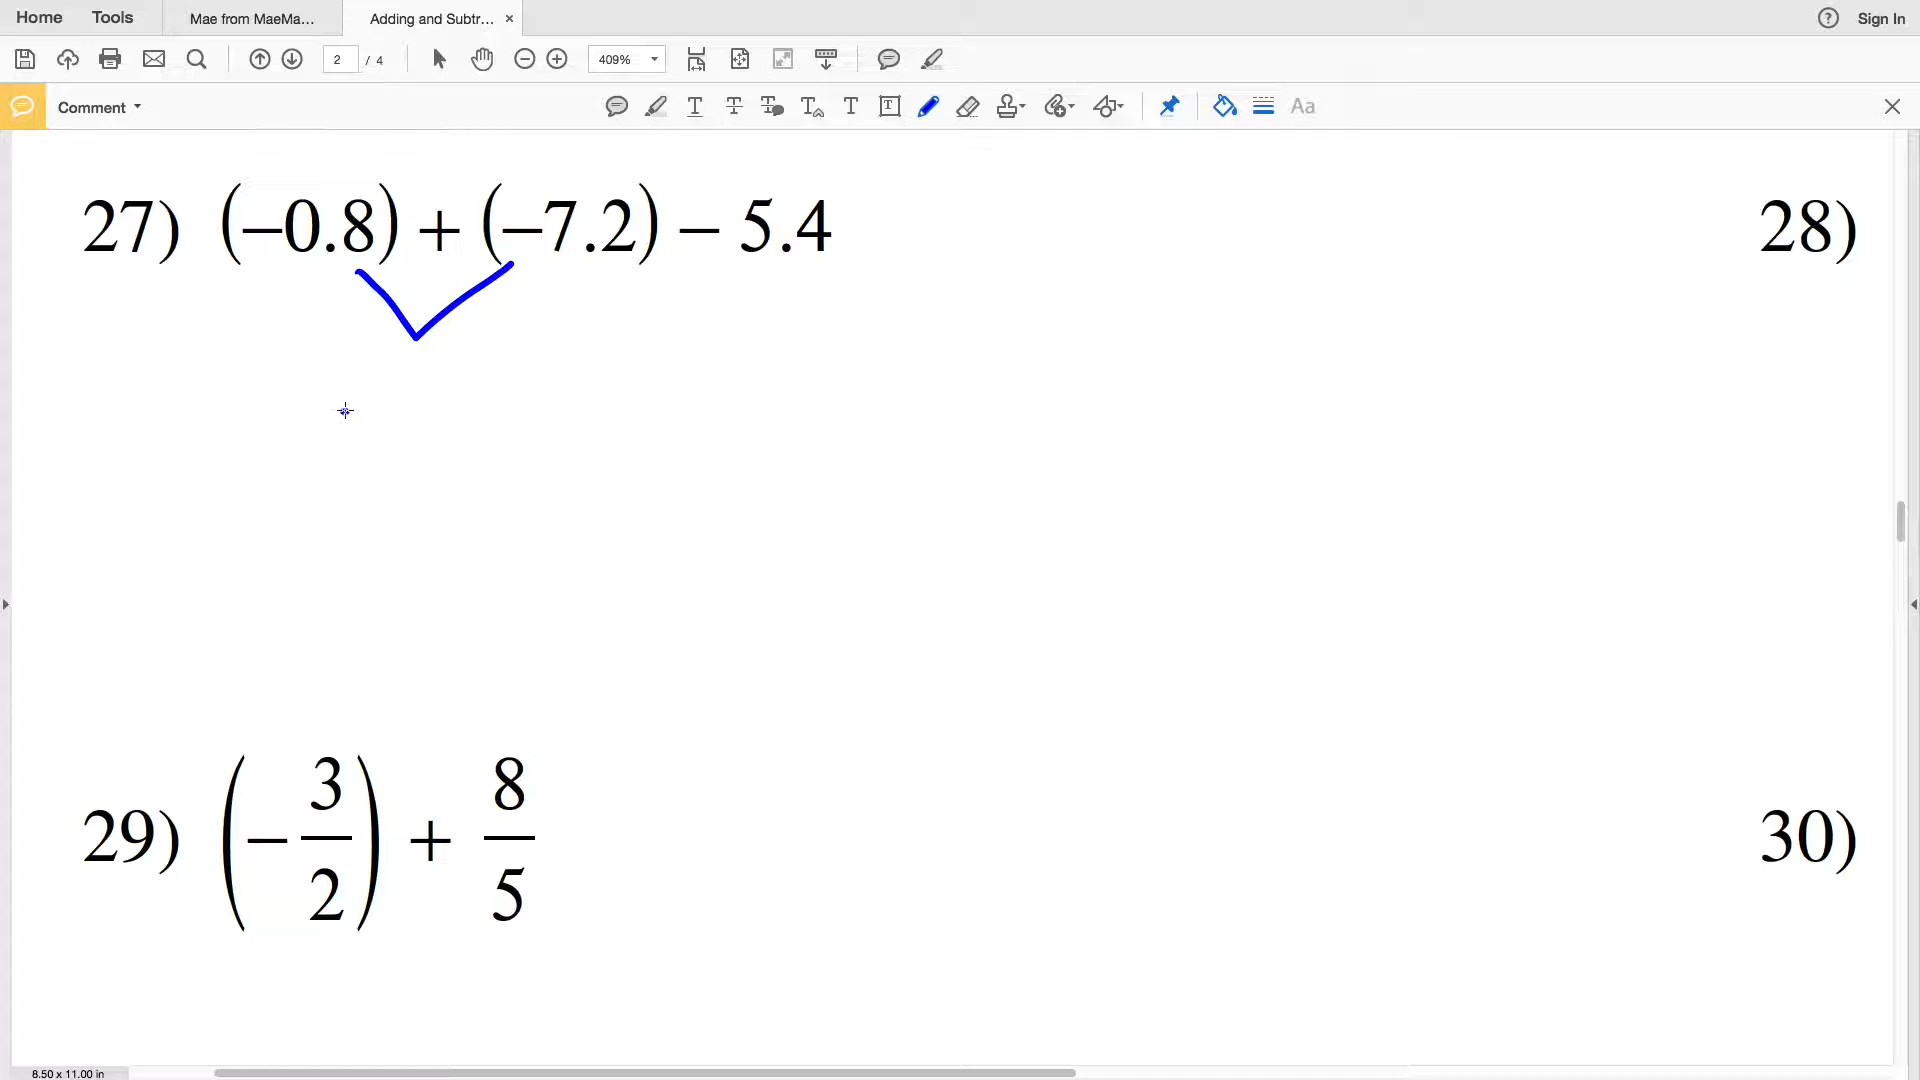 Home Tools Mae from MaeMa... Adding and Subtr... × ? Sign In
2 / 4 409%
Comment Aa
27) (−0.8) + (−7.2) − 5.4 28)
29) (−3/2) + 8/5 30)
8.50 x 11.00 in